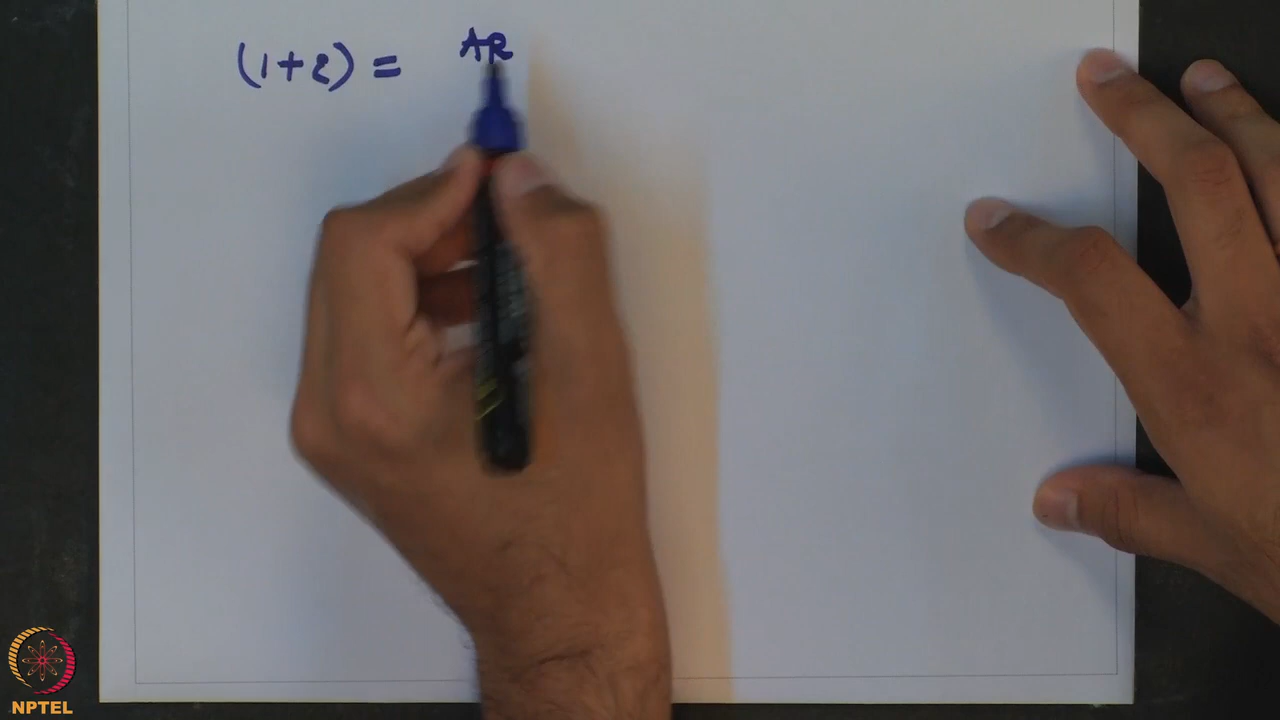 (1+2) = AR
NPTEL